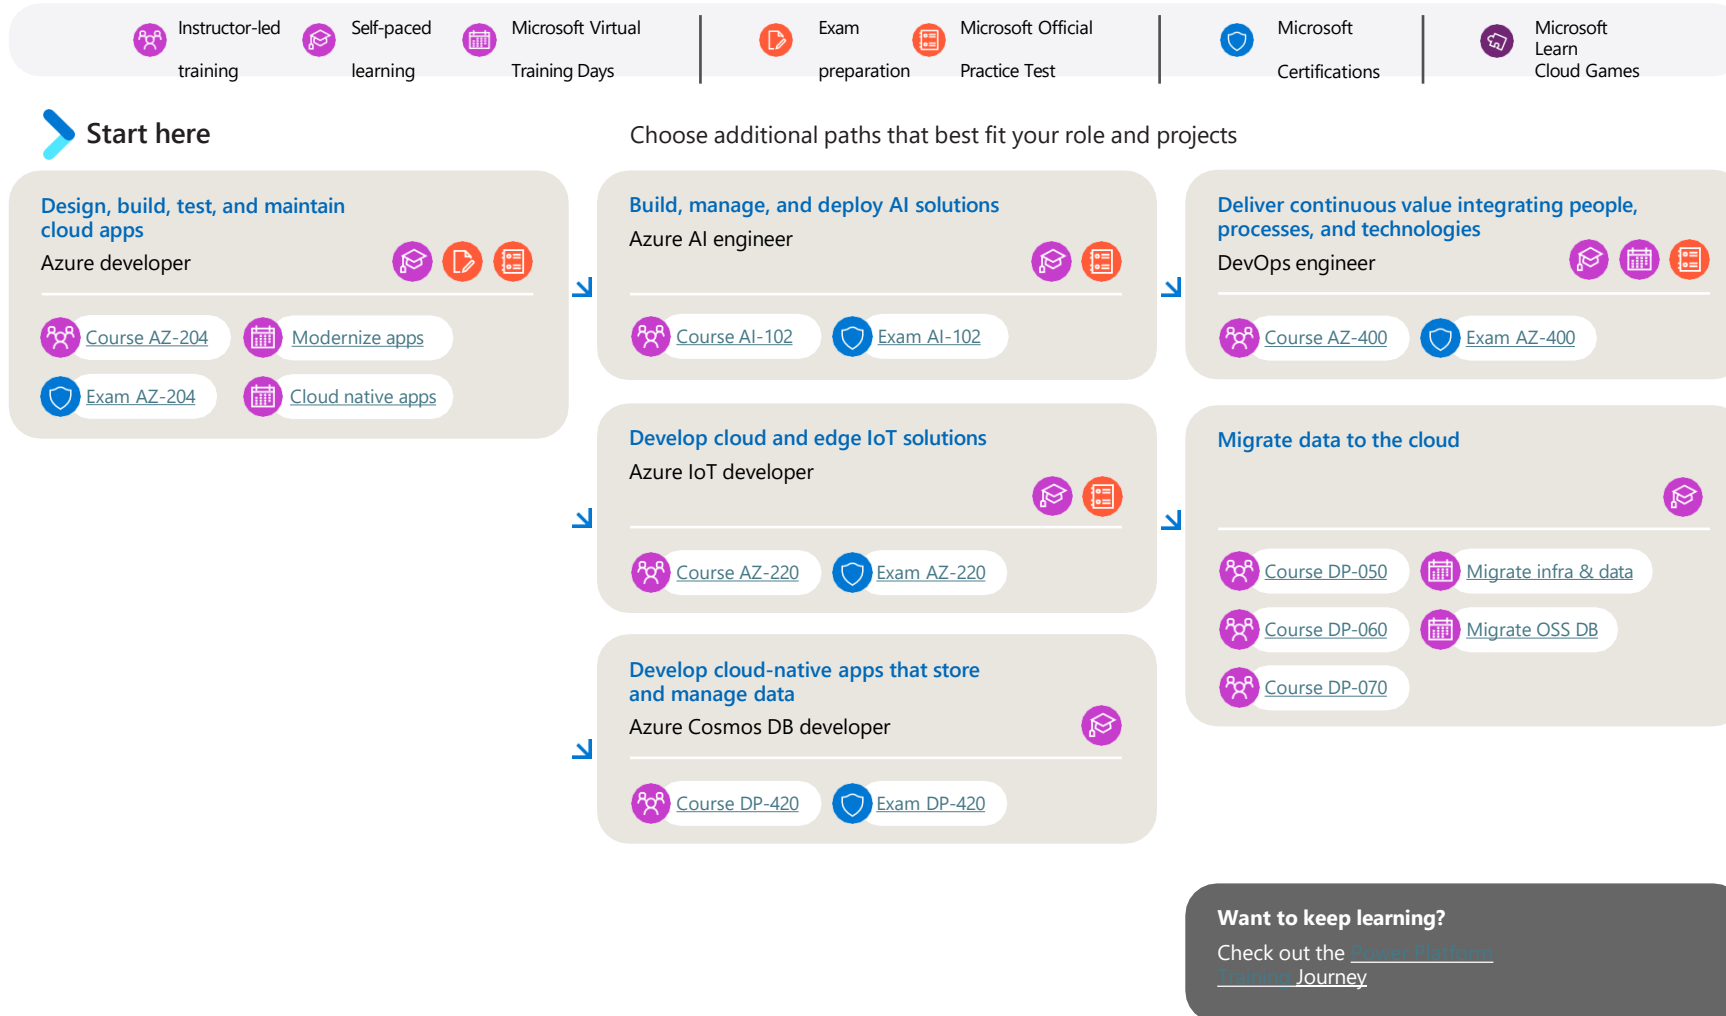 Instructor-led
training
Self-paced
learning
Microsoft Virtual
Training Days
Exam
preparation
Microsoft Official
Practice Test
Microsoft
Certifications
Microsoft
Learn
Cloud Games
Start here
Choose additional paths that best fit your role and projects
Design, build, test, and maintain
cloud apps
Azure developer
Course AZ-204
Modernize apps
Exam AZ-204
Cloud native apps
Build, manage, and deploy AI solutions
Azure AI engineer
Course AI-102
Exam AI-102
Deliver continuous value integrating people,
processes, and technologies
DevOps engineer
Course AZ-400
Exam AZ-400
Develop cloud and edge IoT solutions
Azure IoT developer
Course AZ-220
Exam AZ-220
Migrate data to the cloud
Course DP-050
Migrate infra & data
Course DP-060
Migrate OSS DB
Course DP-070
Develop cloud-native apps that store
and manage data
Azure Cosmos DB developer
Course DP-420
Exam DP-420
Want to keep learning?
Check out the Power Platform
Training Journey